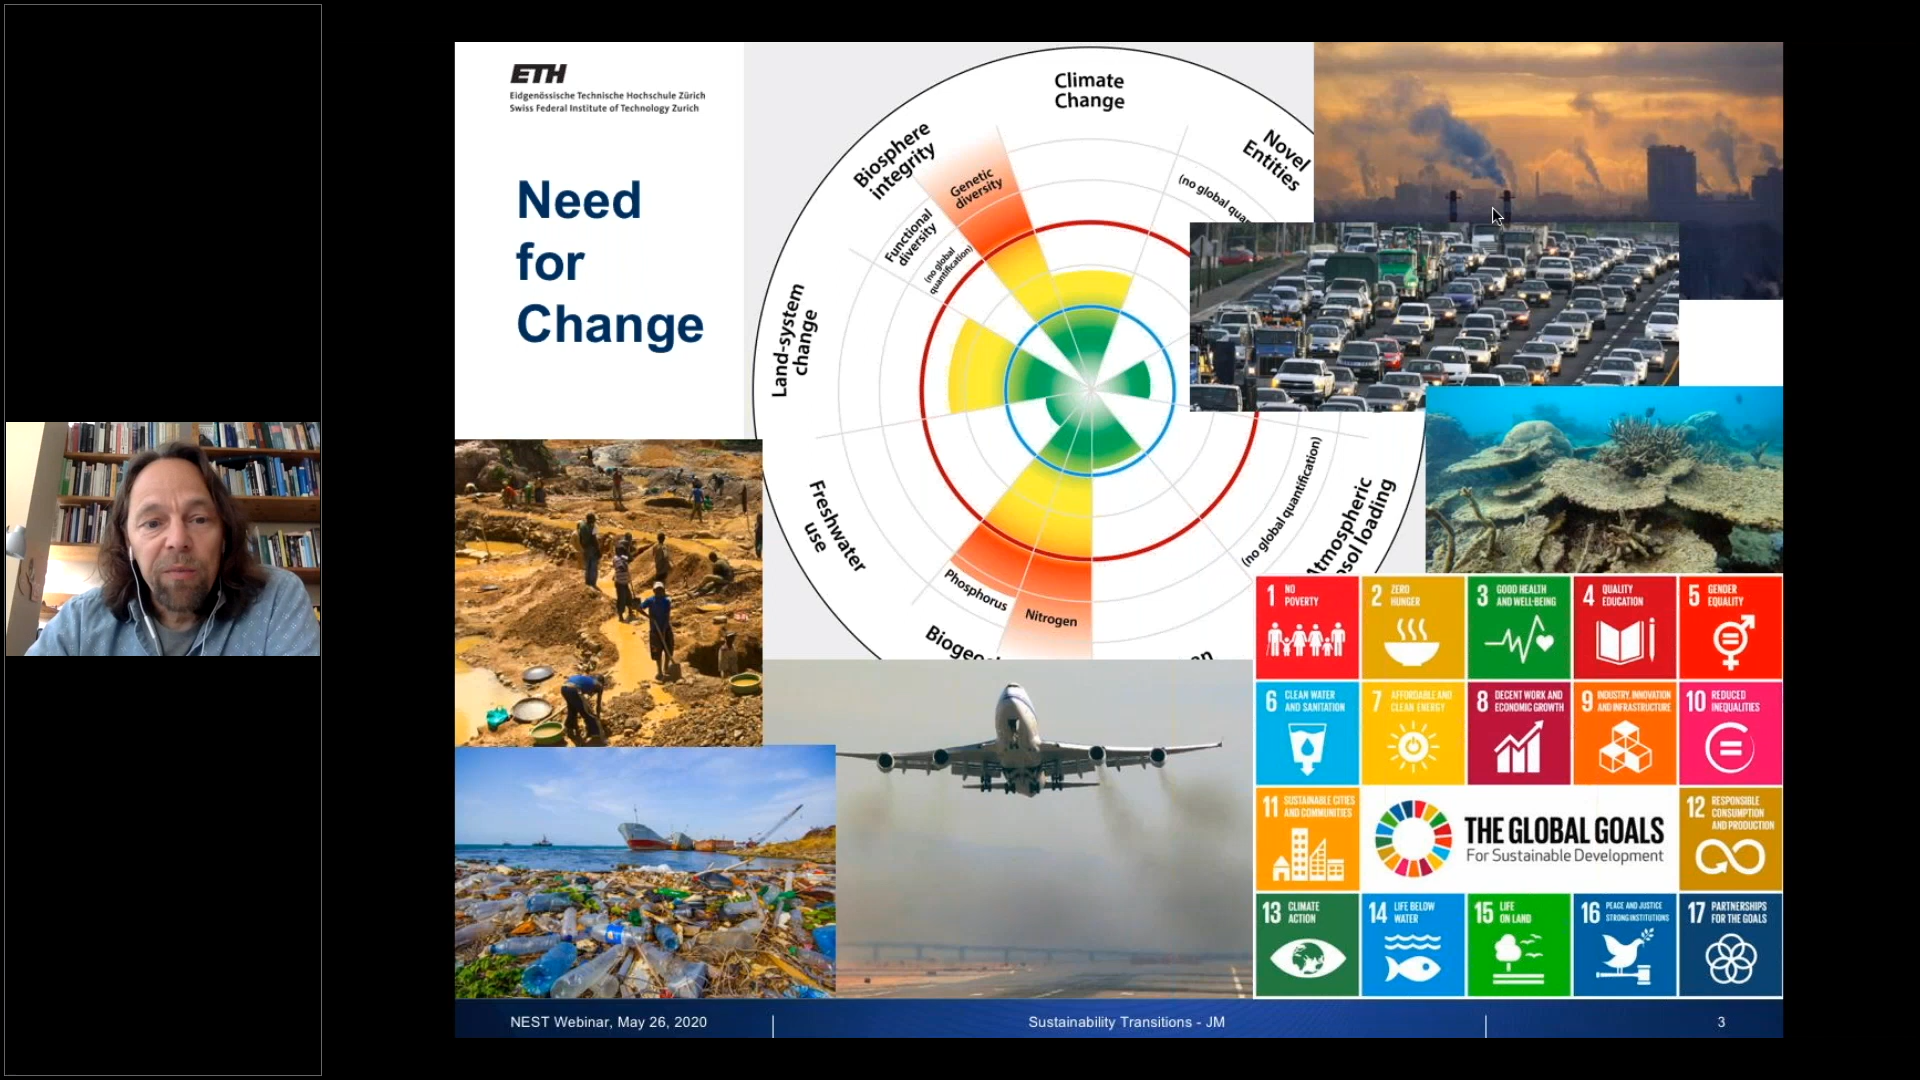 ETH
Eidgenössische Technische Hochschule Zürich
Swiss Federal Institute of Technology Zurich
Need
for
Change
Climate
Change
Novel
Entities
(no global
Biosphere
integrity
Genetic
diversity
Functional
diversity
(no global
quantification)
Land-system
change
Freshwater
use
Phosphorus
Nitrogen
(no global quantification)
Atmospheric
loading
1 NO
POVERTY
2 ZERO
HUNGER
3 GOOD HEALTH
AND WELL-BEING
4 QUALITY
EDUCATION
5 GENDER
EQUALITY
6 CLEAN WATER
AND SANITATION
7 AFFORDABLE AND
CLEAN ENERGY
8 DECENT WORK AND
ECONOMIC GROWTH
9 INDUSTRY, INNOVATION
AND INFRASTRUCTURE
10 REDUCED
INEQUALITIES
11 SUSTAINABLE CITIES
AND COMMUNITIES
THE GLOBAL GOALS
For Sustainable Development
12 RESPONSIBLE
CONSUMPTION
AND PRODUCTION
13 CLIMATE
ACTION
14 LIFE BELOW
WATER
15 LIFE
ON LAND
16 PEACE AND JUSTICE
STRONG INSTITUTIONS
17 PARTNERSHIPS
FOR THE GOALS
NEST Webinar, May 26, 2020
Sustainability Transitions - JM
3